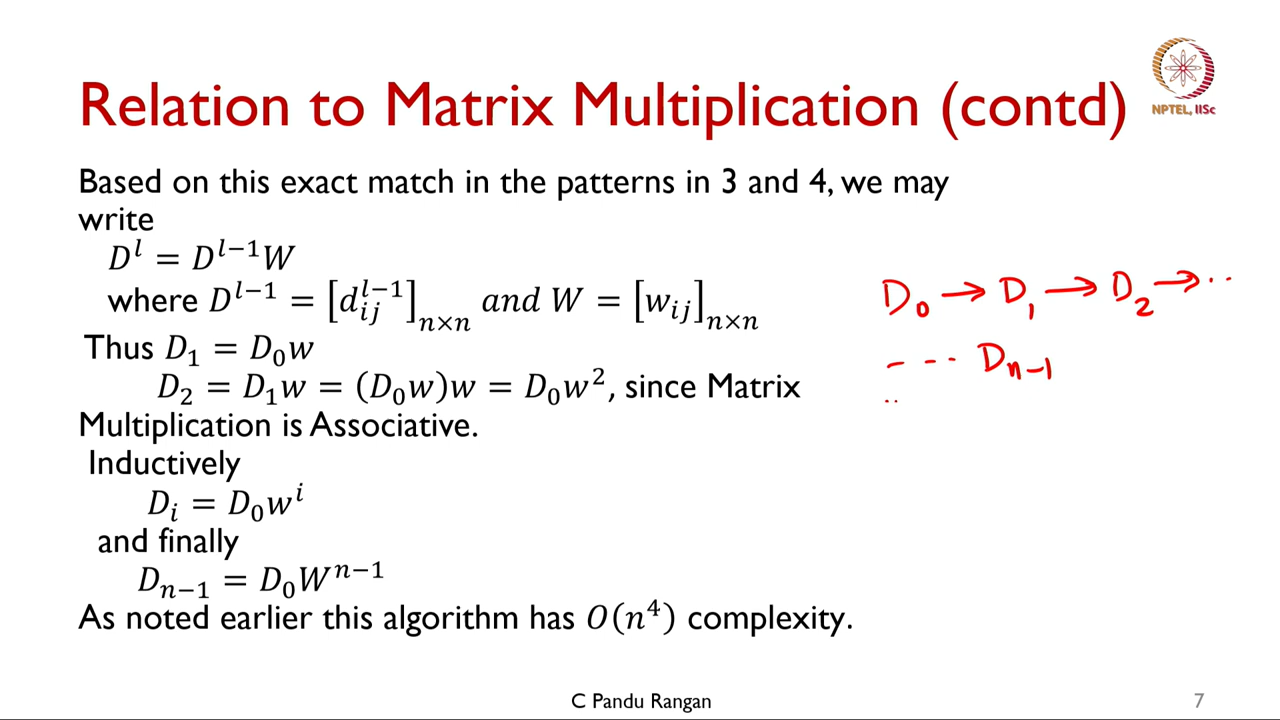 NPTEL, IISc
Relation to Matrix Multiplication (contd)
Based on this exact match in the patterns in 3 and 4, we may
write
D^l = D^{l−1}W
where D^{l−1} = [d_{ij}^{l−1}]_{n×n} and W = [w_{ij}]_{n×n}
Thus D_1 = D_0w
D_2 = D_1w = (D_0w)w = D_0w^2, since Matrix
Multiplication is Associative.
Inductively
D_i = D_0w^i
and finally
D_{n−1} = D_0W^{n−1}
As noted earlier this algorithm has O(n^4) complexity.
D_0 → D_1 → D_2 → ..
- - -- D_{n-1}
C Pandu Rangan
7